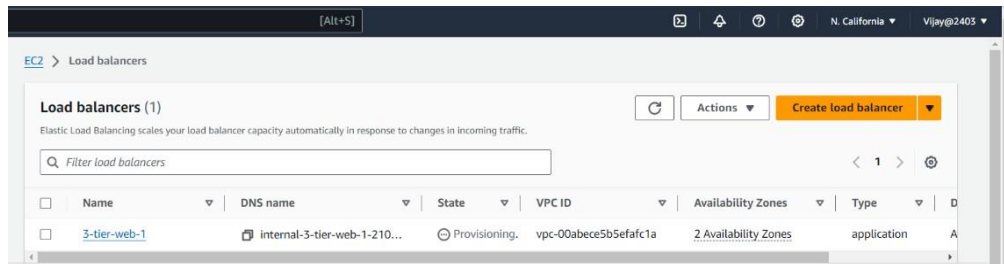 [Alt+S] N. California Vijay@2403
EC2 > Load balancers
Load balancers (1) Actions Create load balancer
Elastic Load Balancing scales your load balancer capacity automatically in response to changes in incoming traffic.
Filter load balancers < 1 >
Name DNS name State VPC ID Availability Zones Type D
3-tier-web-1 internal-3-tier-web-1-210... Provisioning. vpc-00abece5b5efafc1a 2 Availability Zones application A